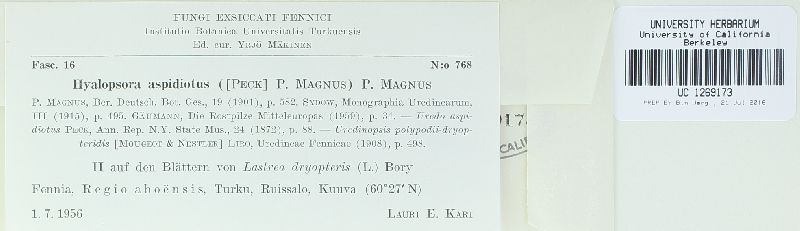 FUNGI EXSICCATI FENNICI
Instituto Botanico Universitatis Turkuensis
Ed. cur. YRJÖ MÄKINEN
Fasc. 16 N:o 768
Hyalopsora aspidiotus ([PECK] P. MAGNUS) P. MAGNUS
P. MAGNUS, Ber. Deutsch. Bot. Ges., 19 (1901), p. 582, SYDOW, Monographia Uredinearum,
III (1915), p. 495. GÄUMANN, Die Rostpilze Mitteleuropas (1959), p. 34. — Uredo aspi-
diotus PECK, Ann. Rep. N.Y. State Mus., 24 (1872), p. 88. — Uredinopsis polypodii-dryop-
teridis [MOUGEOT & NESTLER] LIRO, Uredineae Fennicae (1908), p. 498.
II auf den Blättern von Lastrea dryopteris (L.) Bory
Fennia, Regio aboënsis, Turku, Ruissalo, Kuuva (60°27′ N)
1. 7. 1956 LAURI E. KARI
917
CALI
UNIVERSITY HERBARIUM
University of California
Berkeley
UC 1269173